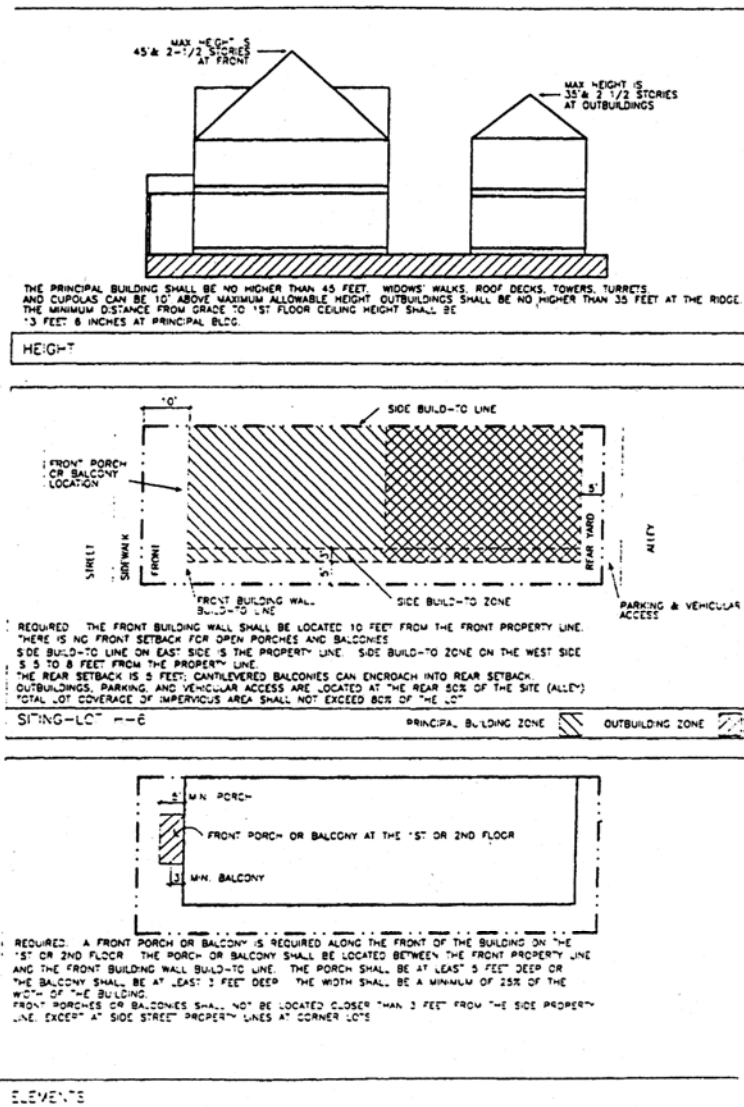 MAX HEIGHT IS
45'& 2-1/2 STORIES
AT FRONT
MAX HEIGHT IS
35'& 2 1/2 STORIES
AT OUTBUILDINGS
THE PRINCIPAL BUILDING SHALL BE NO HIGHER THAN 45 FEET. WIDOWS' WALKS, ROOF DECKS, TOWERS, TURRETS,
AND CUPOLAS CAN BE 10' ABOVE MAXIMUM ALLOWABLE HEIGHT OUTBUILDINGS SHALL BE NO HIGHER THAN 35 FEET AT THE RIDGE.
THE MINIMUM DISTANCE FROM GRADE TO 1ST FLOOR CEILING HEIGHT SHALL BE
13 FEET 6 INCHES AT PRINCIPAL BLDG.
HEIGHT
10'
SIDE BUILD-TO LINE
FRONT PORCH
OR BALCONY
LOCATION
STREET
SIDEWALK
FRONT
5'
REAR YARD
ALLEY
5'
3'
FRONT BUILDING WALL
BUILD-TO LINE
SIDE BUILD-TO ZONE
PARKING & VEHICULAR
ACCESS
REQUIRED THE FRONT BUILDING WALL SHALL BE LOCATED 10 FEET FROM THE FRONT PROPERTY LINE.
THERE IS NO FRONT SETBACK FOR OPEN PORCHES AND BALCONIES
SIDE BUILD-TO LINE ON EAST SIDE IS THE PROPERTY LINE. SIDE BUILD-TO ZONE ON THE WEST SIDE
IS 5 TO 8 FEET FROM THE PROPERTY LINE.
THE REAR SETBACK IS 5 FEET; CANTILEVERED BALCONIES CAN ENCROACH INTO REAR SETBACK.
OUTBUILDINGS, PARKING, AND VEHICULAR ACCESS ARE LOCATED AT THE REAR 50% OF THE SITE (ALLEY)
TOTAL LOT COVERAGE OF IMPERVIOUS AREA SHALL NOT EXCEED 80% OF THE LOT
SITING-LOT
PRINCIPAL BUILDING ZONE
OUTBUILDING ZONE
5' MIN. PORCH
FRONT PORCH OR BALCONY AT THE 1ST OR 2ND FLOOR
3' MIN. BALCONY
REQUIRED. A FRONT PORCH OR BALCONY IS REQUIRED ALONG THE FRONT OF THE BUILDING ON THE
1ST OR 2ND FLOOR THE PORCH OR BALCONY SHALL BE LOCATED BETWEEN THE FRONT PROPERTY LINE
AND THE FRONT BUILDING WALL BUILD-TO LINE. THE PORCH SHALL BE AT LEAST 5 FEET DEEP OR
THE BALCONY SHALL BE AT LEAST 3 FEET DEEP THE WIDTH SHALL BE A MINIMUM OF 25% OF THE
WIDTH OF THE BUILDING.
FRONT PORCHES OR BALCONIES SHALL NOT BE LOCATED CLOSER THAN 3 FEET FROM THE SIDE PROPERTY
LINE, EXCEPT AT SIDE STREET PROPERTY LINES AT CORNER LOTS
ELEMENTS